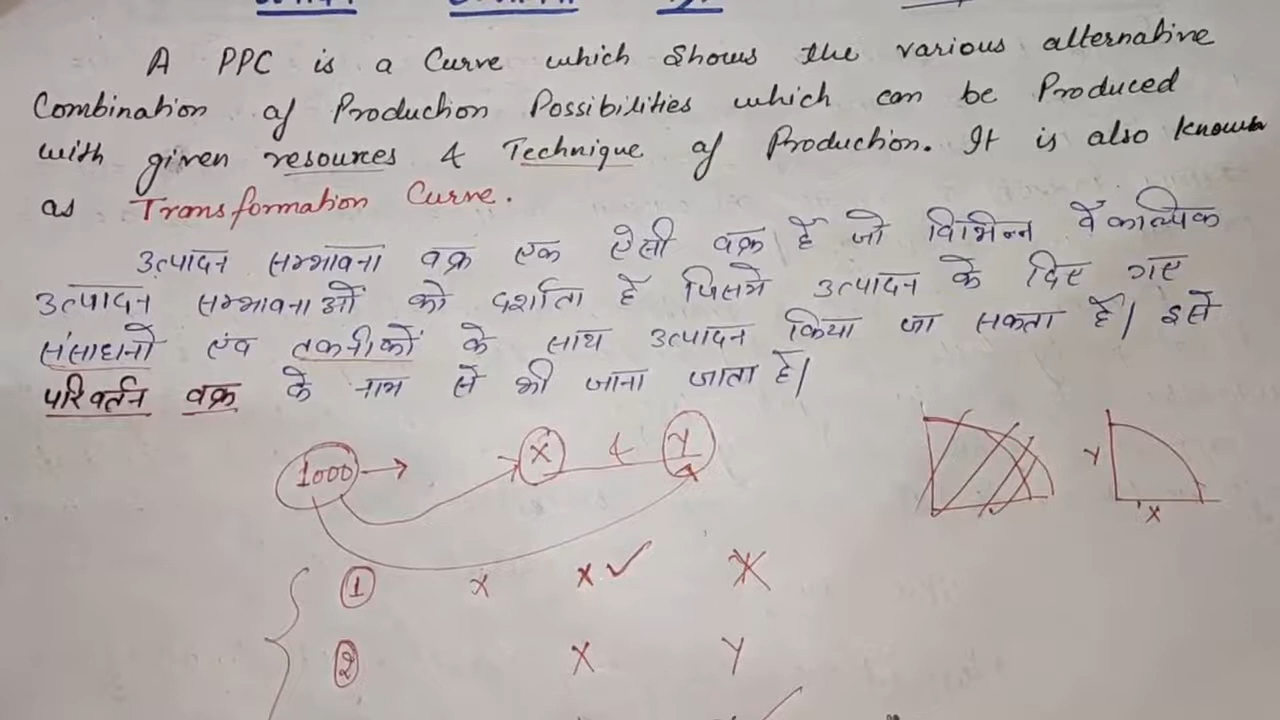 A PPC is a Curve which shows the various alternative
Combination of Production Possibilities which can be Produced
with given resources & Technique of Production. It is also known
as Transformation Curve.
उत्पादन सम्भावना वक्र एक ऐसी वक्र हैं जो विभिन्न वैकल्पिक
उत्पादन सम्भावनाओं को दर्शाता है जिसमे उत्पादन के दिए गए
संसाधनों एंव तकनीकों के साथ उत्पादन किया जा सकता हैं| इसे
परिवर्तन वक्र के नाम से भी जाना जाता है|
1000 → X & Y
Y
X
1 X X ✓ X
2 X Y